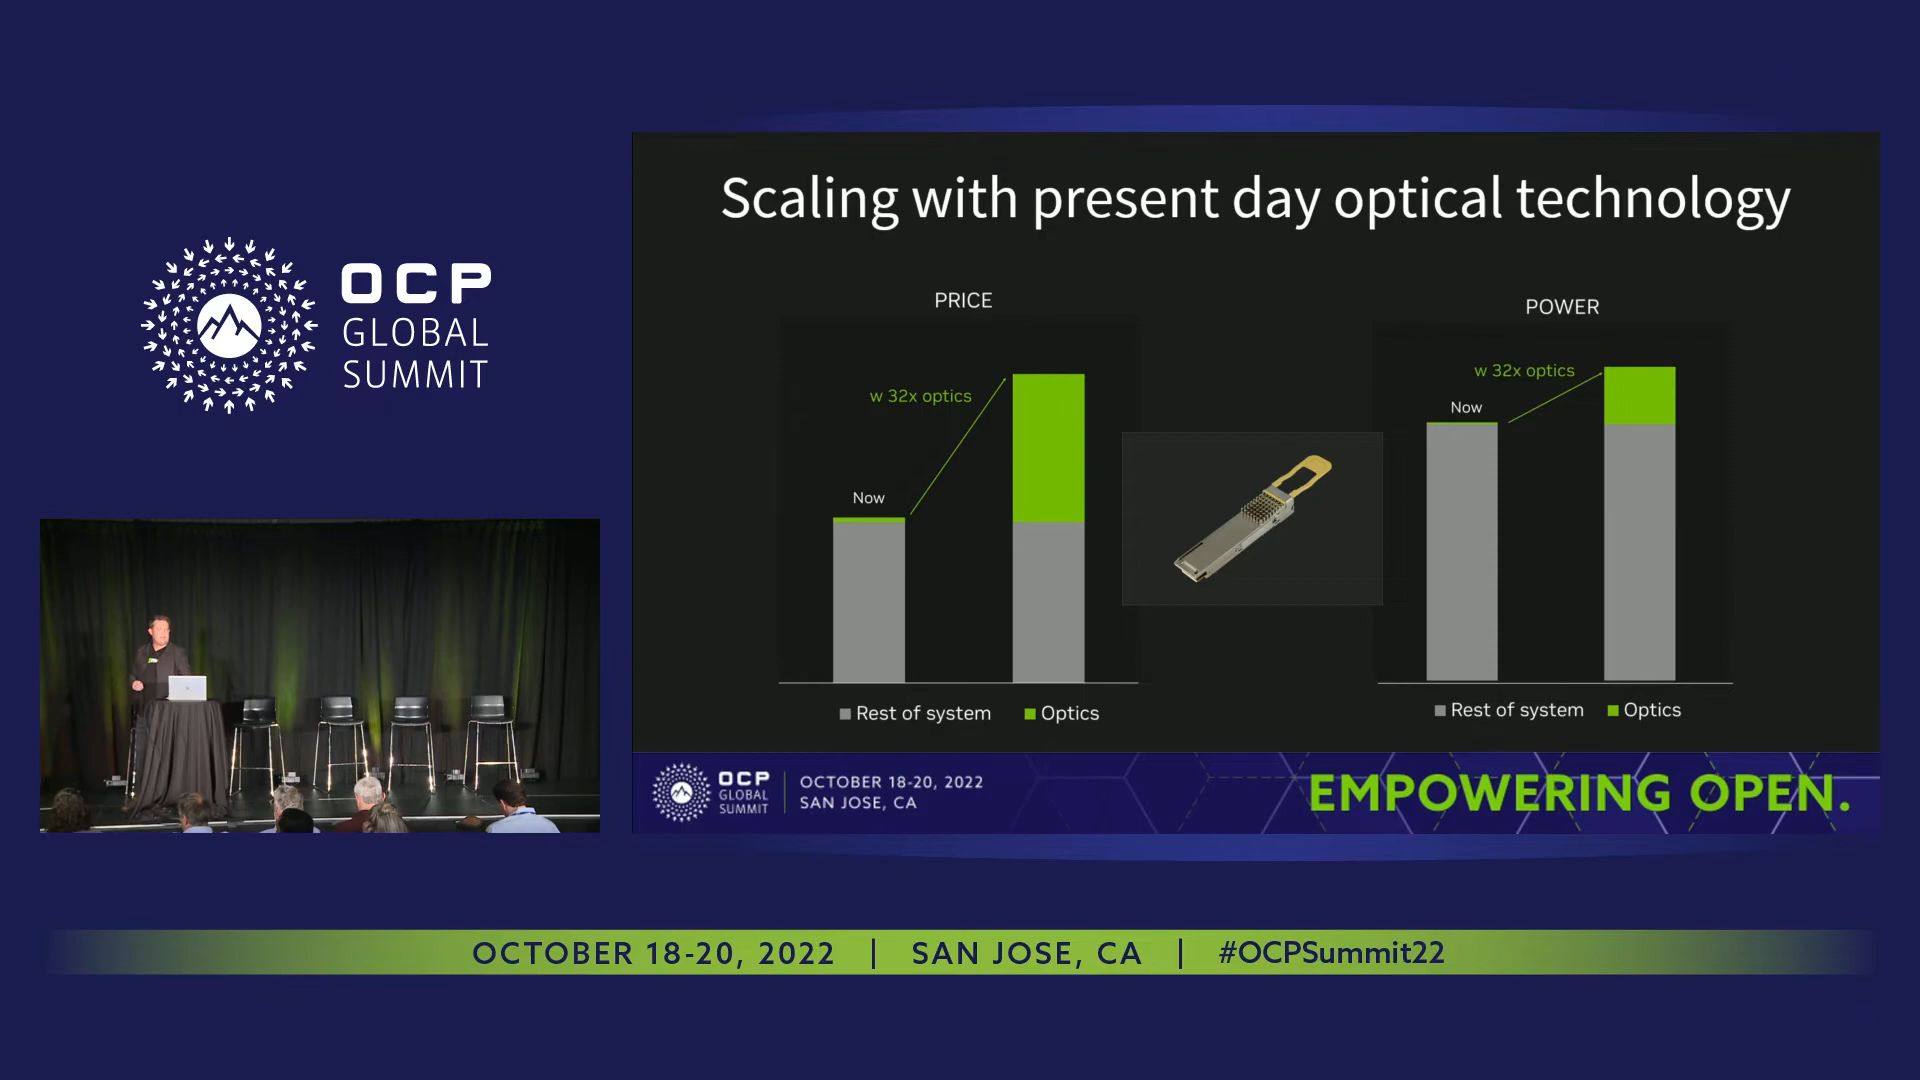 OCP
GLOBAL
SUMMIT
Scaling with present day optical technology
PRICE
w 32x optics
Now
Rest of system
Optics
POWER
w 32x optics
Now
Rest of system
Optics
OCP
GLOBAL
SUMMIT
OCTOBER 18-20, 2022
SAN JOSE, CA
EMPOWERING OPEN.
OCTOBER 18-20, 2022 | SAN JOSE, CA | #OCPSummit22